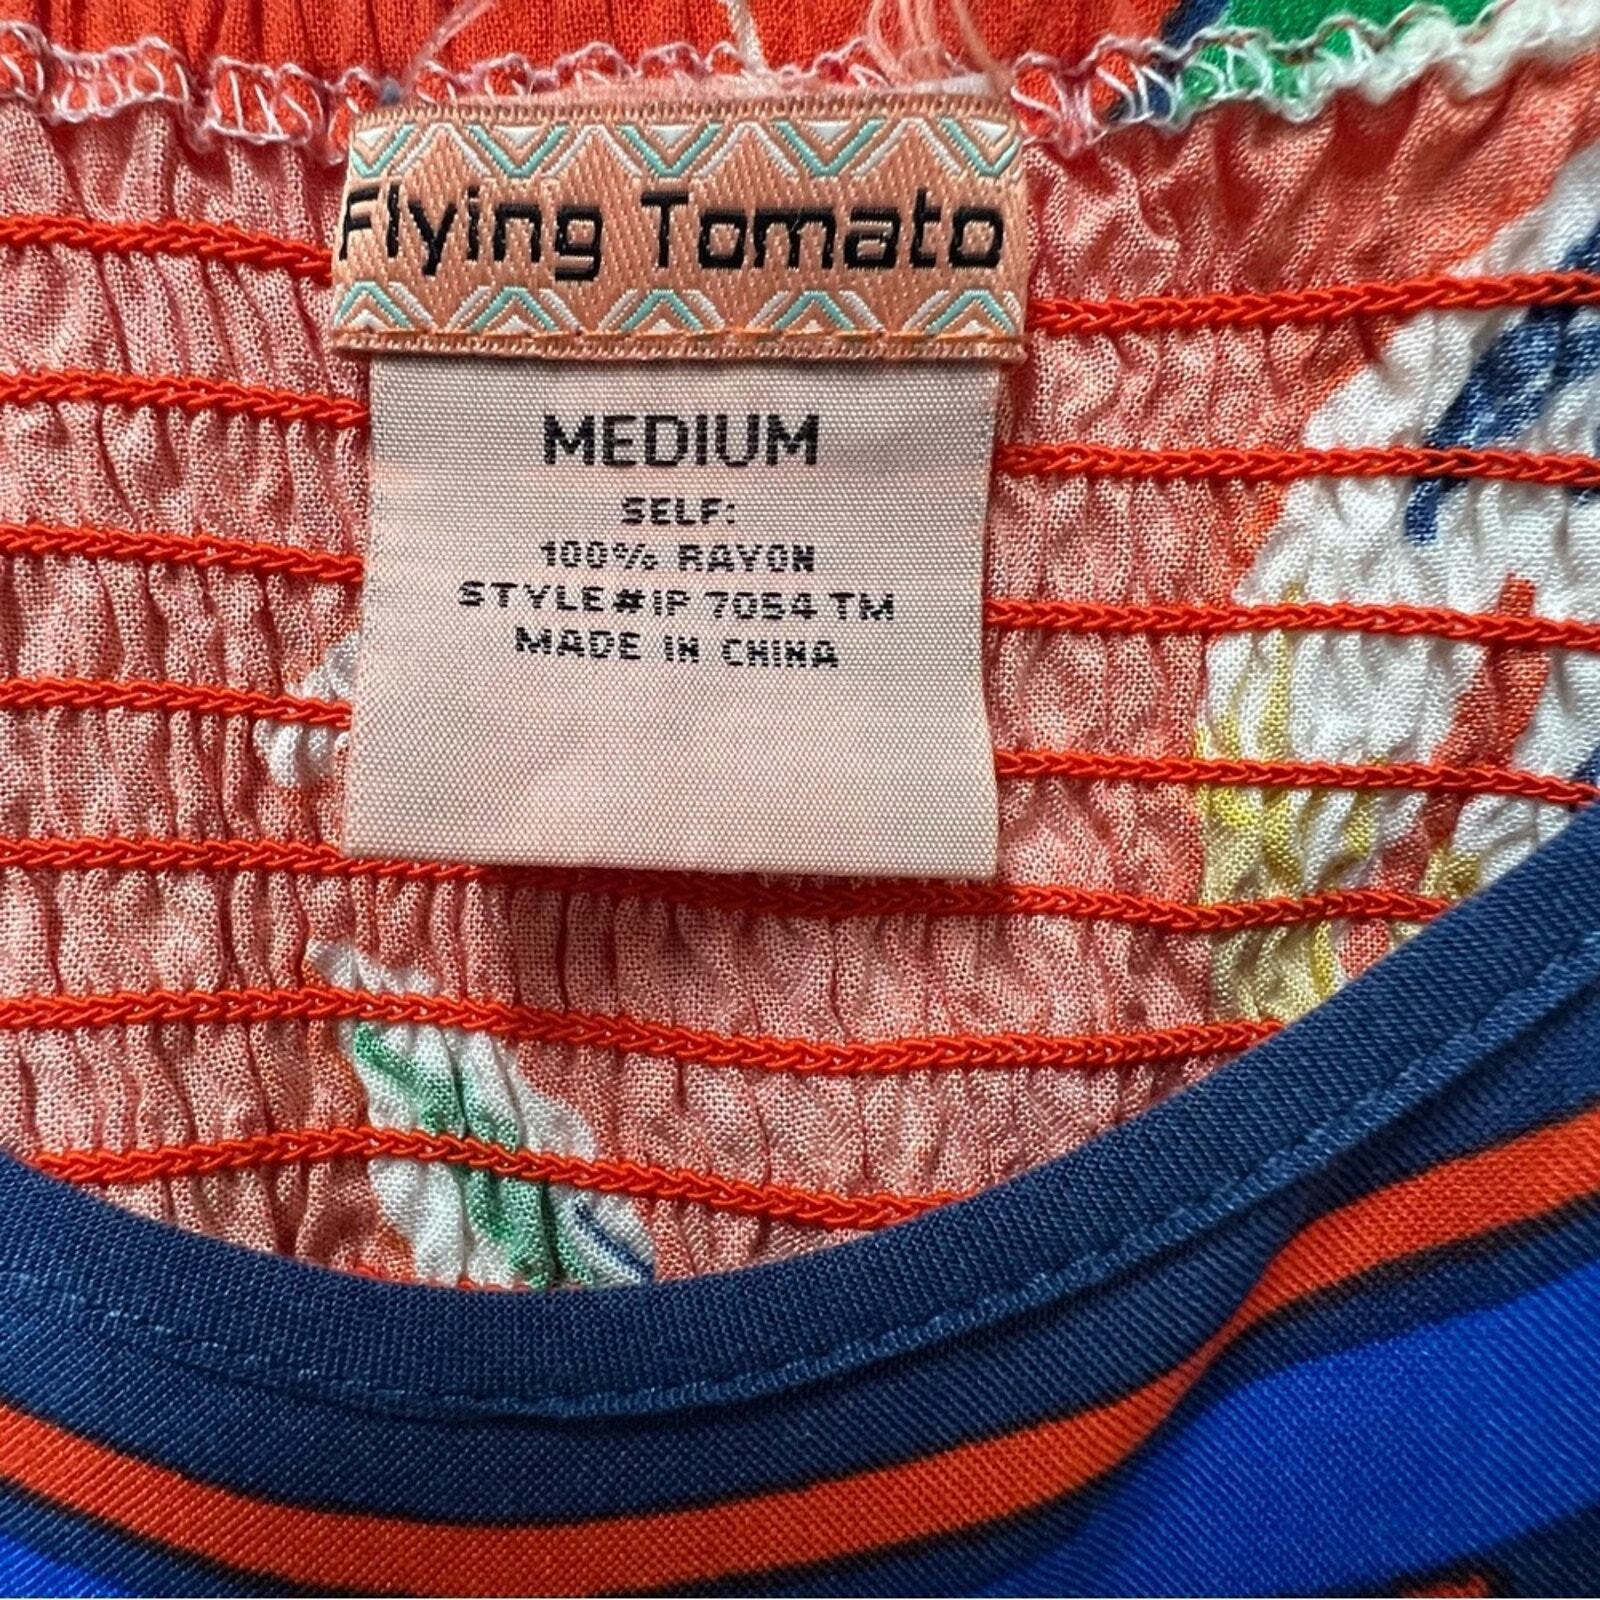 Flying Tomato
MEDIUM
SELF:
100% RAYON
STYLE#IP 7054 TM
MADE IN CHINA